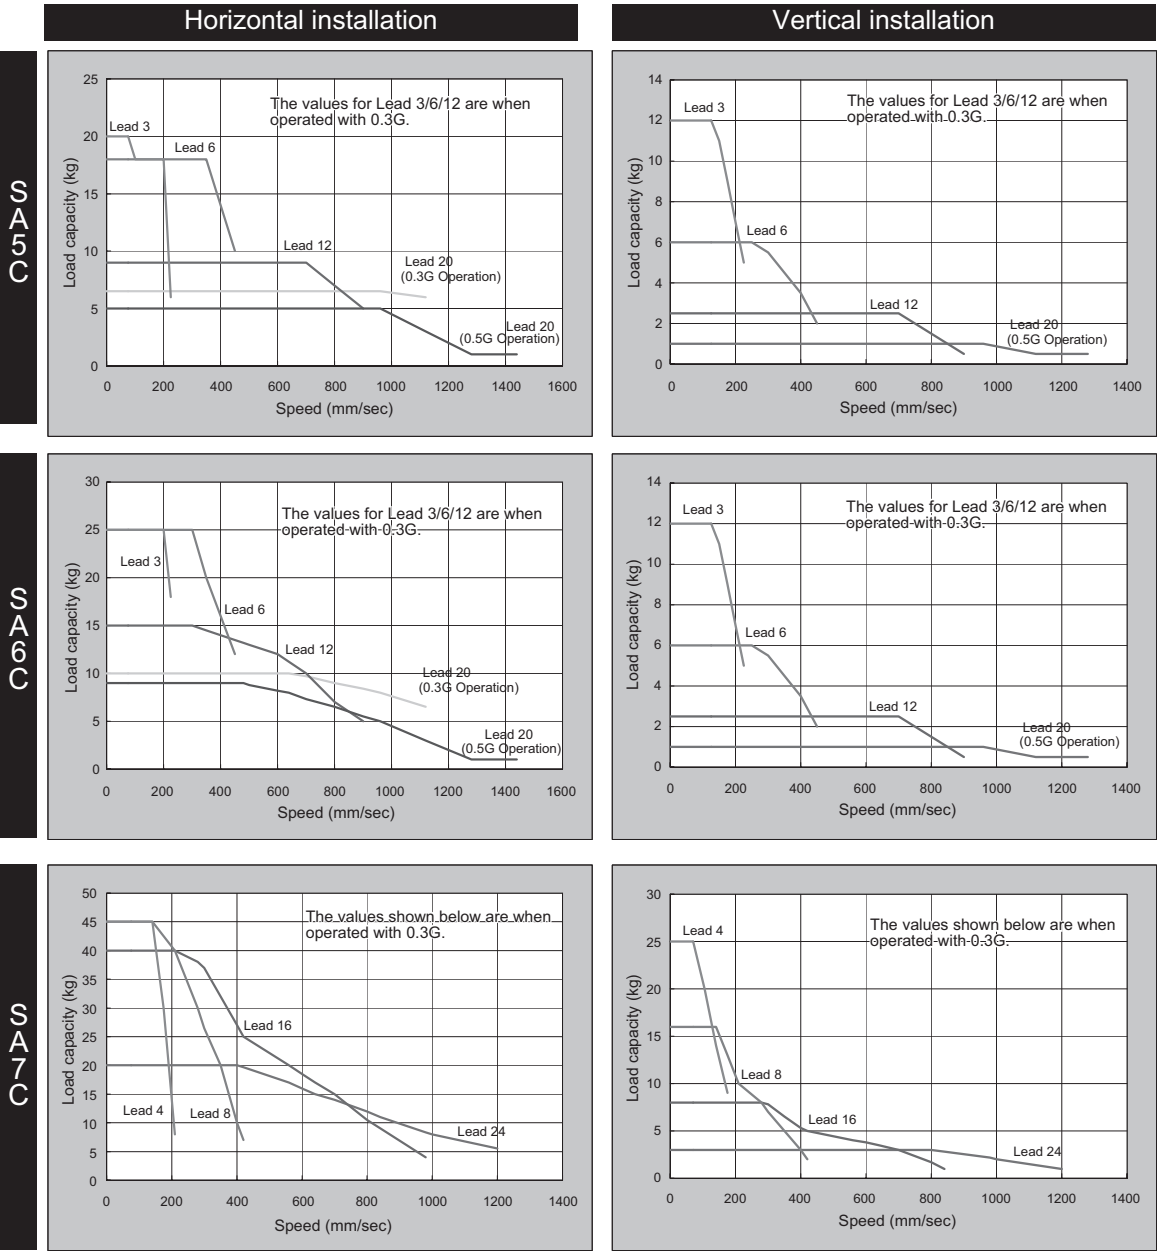 Horizontal installation
Vertical installation
SA5C
25
20
15
10
5
0
Load capacity (kg)
The values for Lead 3/6/12 are when
operated with 0.3G.
Lead 3
Lead 6
Lead 12
Lead 20
(0.3G Operation)
Lead 20
(0.5G Operation)
0 200 400 600 800 1000 1200 1400 1600
Speed (mm/sec)
14
12
10
8
6
4
2
0
Load capacity (kg)
The values for Lead 3/6/12 are when
operated with 0.3G.
Lead 3
Lead 6
Lead 12
Lead 20
(0.5G Operation)
0 200 400 600 800 1000 1200 1400
Speed (mm/sec)
SA6C
30
25
20
15
10
5
0
Load capacity (kg)
The values for Lead 3/6/12 are when
operated with 0.3G.
Lead 3
Lead 6
Lead 12
Lead 20
(0.3G Operation)
Lead 20
(0.5G Operation)
0 200 400 600 800 1000 1200 1400 1600
Speed (mm/sec)
14
12
10
8
6
4
2
0
Load capacity (kg)
The values for Lead 3/6/12 are when
operated with 0.3G.
Lead 3
Lead 6
Lead 12
Lead 20
(0.5G Operation)
0 200 400 600 800 1000 1200 1400
Speed (mm/sec)
SA7C
50
45
40
35
30
25
20
15
10
5
0
Load capacity (kg)
The values shown below are when
operated with 0.3G.
Lead 16
Lead 4
Lead 8
Lead 24
0 200 400 600 800 1000 1200 1400
Speed (mm/sec)
30
25
20
15
10
5
0
Load capacity (kg)
The values shown below are when
operated with 0.3G.
Lead 4
Lead 8
Lead 16
Lead 24
0 200 400 600 800 1000 1200 1400
Speed (mm/sec)